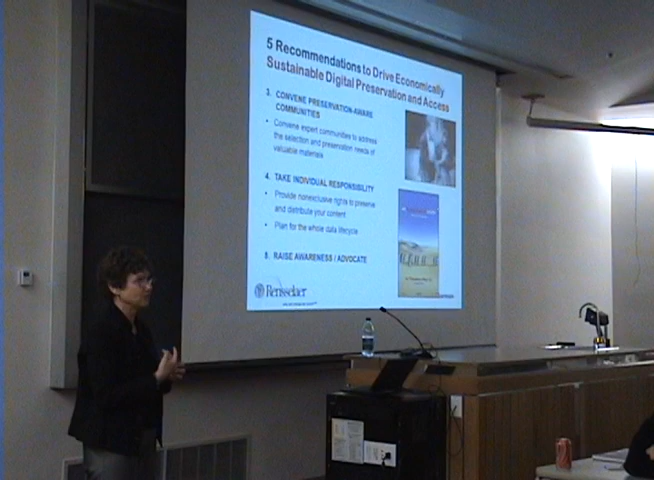 5 Recommendations to Drive Economically
Sustainable Digital Preservation and Access
3. CONVENE PRESERVATION-AWARE
COMMUNITIES
• Convene expert communities to address
the selection and preservation needs of
valuable materials
4. TAKE INDIVIDUAL RESPONSIBILITY
• Provide nonexclusive rights to preserve
and distribute your content
• Plan for the whole data lifecycle
5. RAISE AWARENESS / ADVOCATE
Rensselaer